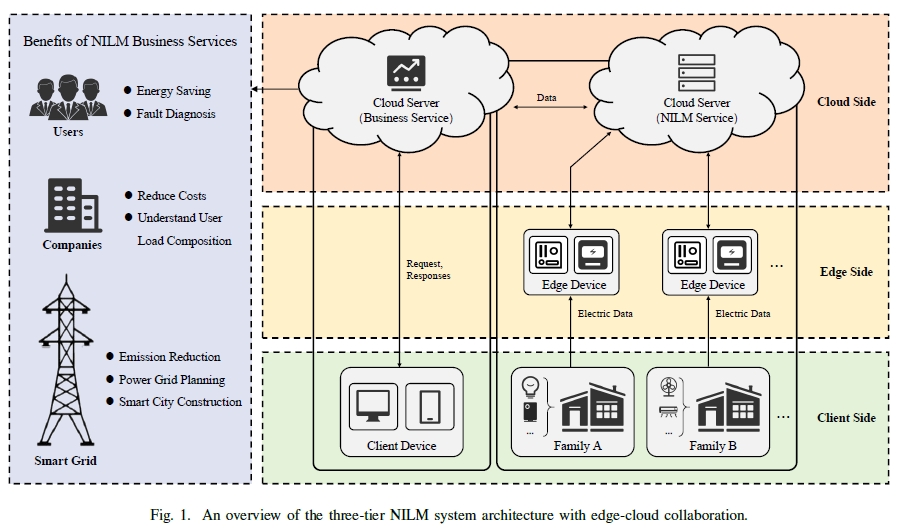 Benefits of NILM Business Services
Users
● Energy Saving
● Fault Diagnosis
Companies
● Reduce Costs
● Understand User
Load Composition
Smart Grid
● Emission Reduction
● Power Grid Planning
● Smart City Construction
Cloud Server
(Business Service)
Data
Cloud Server
(NILM Service)
Cloud Side
Request,
Responses
Edge Device
Edge Device
...
Edge Side
Electric Data
Electric Data
Client Device
...
Family A
...
Family B
...
Client Side
Fig. 1. An overview of the three-tier NILM system architecture with edge-cloud collaboration.